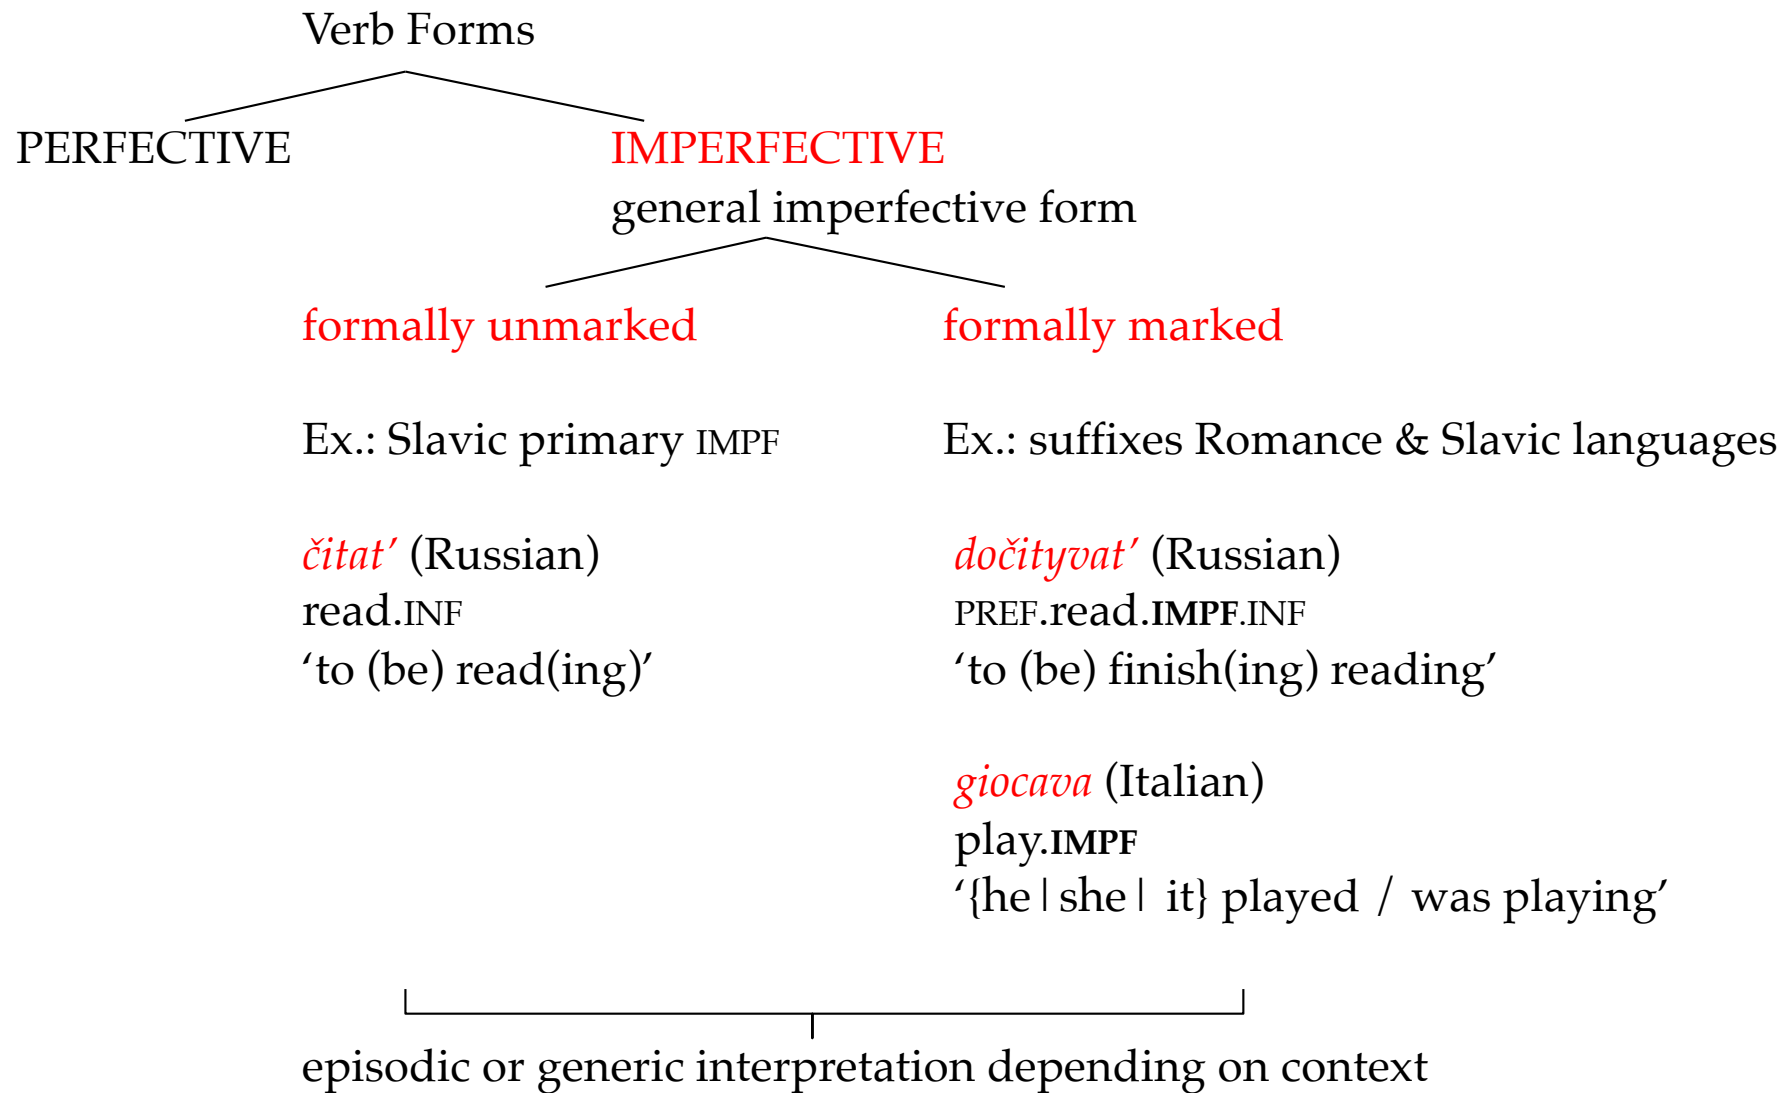 Verb Forms
PERFECTIVE
IMPERFECTIVE
general imperfective form
formally unmarked
formally marked
Ex.: Slavic primary IMPF
Ex.: suffixes Romance & Slavic languages
čitat’ (Russian)
read.INF
‘to (be) read(ing)’
dočityvat’ (Russian)
PREF.read.IMPF.INF
‘to (be) finish(ing) reading’
giocava (Italian)
play.IMPF
‘{he|she| it} played / was playing’
episodic or generic interpretation depending on context